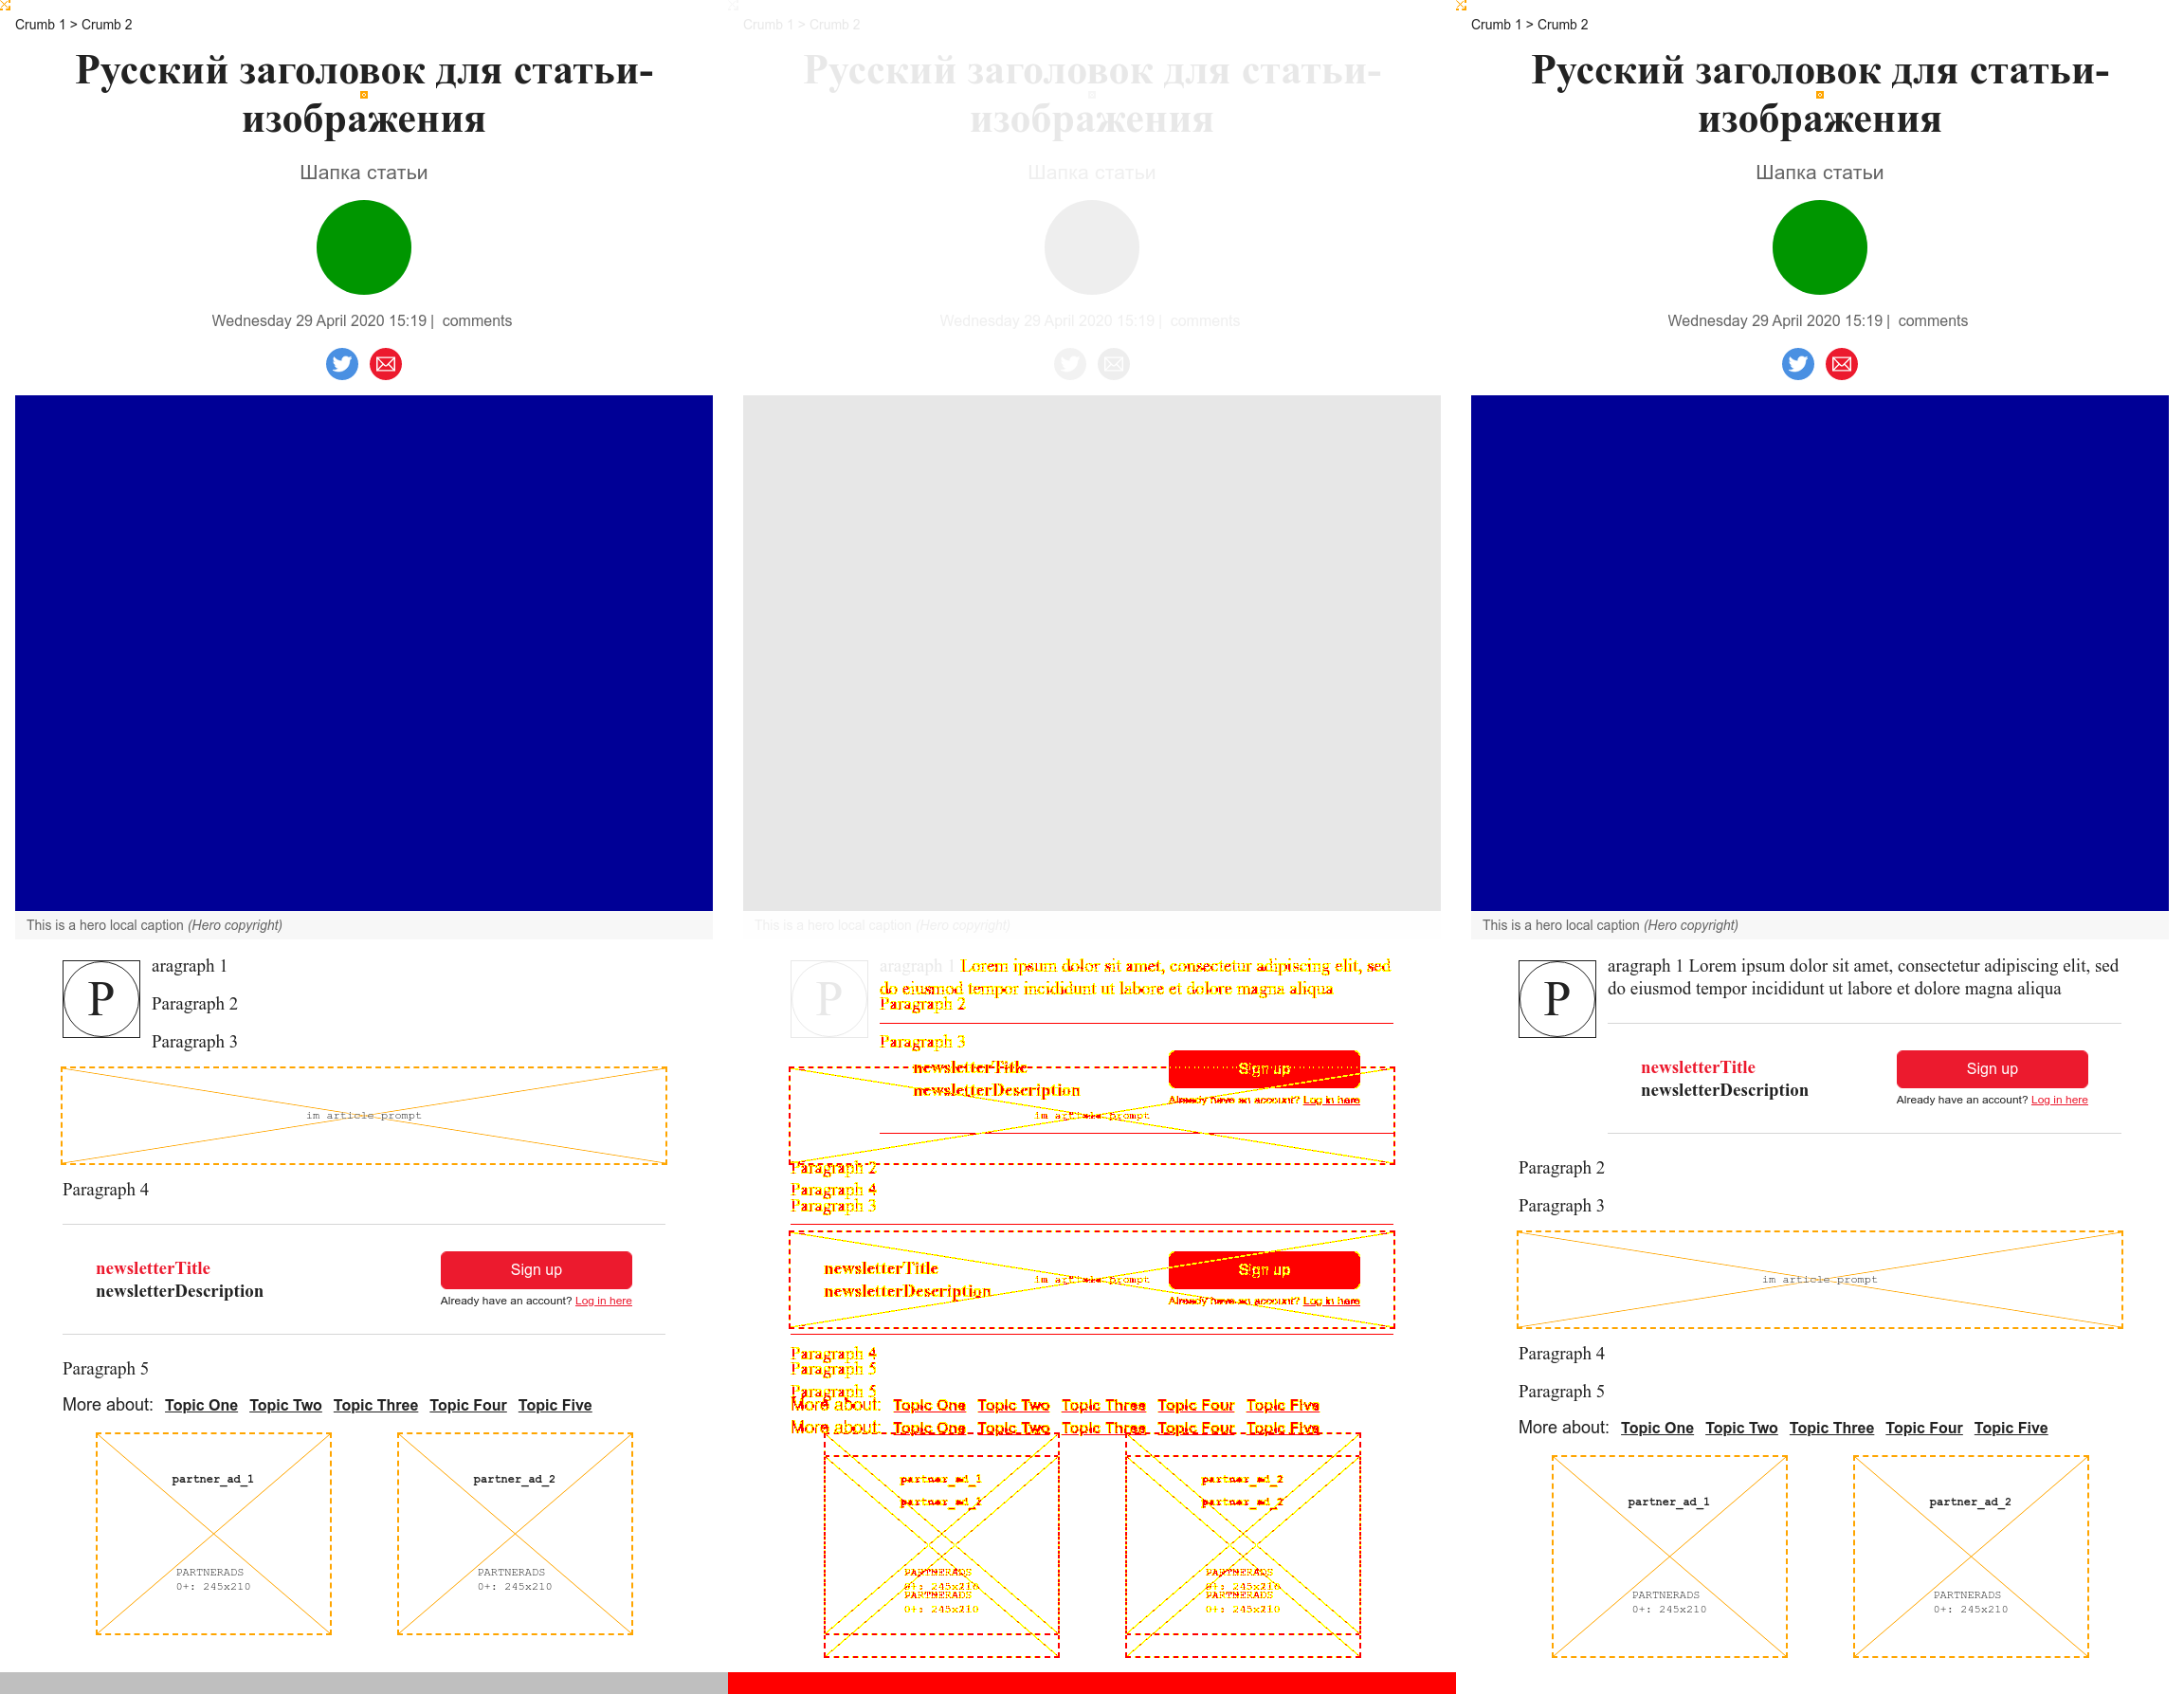 Crumb 1 > Crumb 2
Русский заголовок для статьи-
изображения
Шапка статьи
Wednesday 29 April 2020 15:19 | comments
This is a hero local caption (Hero copyright)
P
aragraph 1
Paragraph 2
Paragraph 3
im article prompt
Paragraph 4
newsletterTitle
newsletterDescription
Sign up
Already have an account? Log in here
Paragraph 5
More about: Topic One Topic Two Topic Three Topic Four Topic Five
partner_ad_1
PARTNERADS
0+: 245x210
partner_ad_2
PARTNERADS
0+: 245x210
Crumb 1 > Crumb 2
Русский заголовок для статьи-
изображения
Шапка статьи
Wednesday 29 April 2020 15:19 | comments
This is a hero local caption (Hero copyright)
P
aragraph 1 Lorem ipsum dolor sit amet, consectetur adipiscing elit, sed
do eiusmod tempor incididunt ut labore et dolore magna aliqua
Paragraph 2
Paragraph 3
newsletterTitle
newsletterDescription
Sign up
Already have an account? Log in here
im article prompt
Paragraph 2
Paragraph 4
Paragraph 3
newsletterTitle
newsletterDescription
im article prompt
Sign up
Already have an account? Log in here
Paragraph 4
Paragraph 5
Paragraph 5
More about: Topic One Topic Two Topic Three Topic Four Topic Five
More about: Topic One Topic Two Topic Three Topic Four Topic Five
partner_ad_1
partner_ad_2
PARTNERADS
0+: 245x210
PARTNERADS
0+: 245x210
partner_ad_2
partner_ad_2
PARTNERADS
0+: 245x210
PARTNERADS
0+: 245x210
Crumb 1 > Crumb 2
Русский заголовок для статьи-
изображения
Шапка статьи
Wednesday 29 April 2020 15:19 | comments
This is a hero local caption (Hero copyright)
P
aragraph 1 Lorem ipsum dolor sit amet, consectetur adipiscing elit, sed
do eiusmod tempor incididunt ut labore et dolore magna aliqua
newsletterTitle
newsletterDescription
Sign up
Already have an account? Log in here
Paragraph 2
Paragraph 3
im article prompt
Paragraph 4
Paragraph 5
More about: Topic One Topic Two Topic Three Topic Four Topic Five
partner_ad_1
PARTNERADS
0+: 245x210
partner_ad_2
PARTNERADS
0+: 245x210